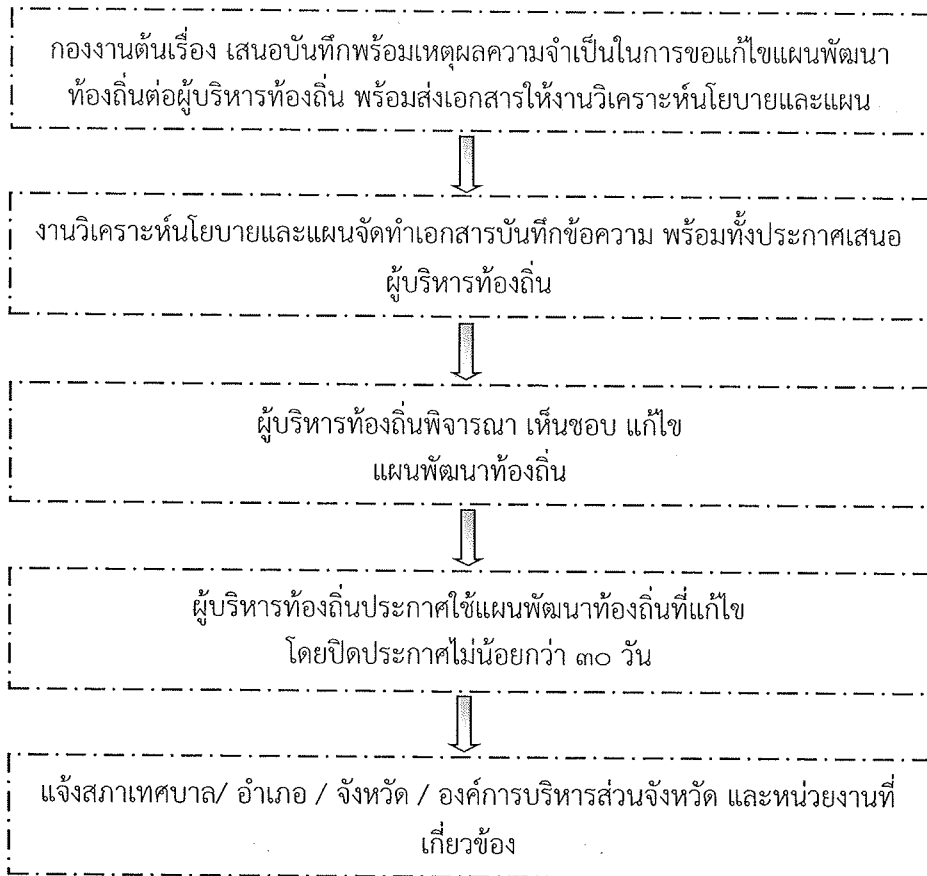 กองงานต้นเรื่อง เสนอบันทึกพร้อมเหตุผลความจำเป็นในการขอแก้ไขแผนพัฒนา
ท้องถิ่นต่อผู้บริหารท้องถิ่น พร้อมส่งเอกสารให้งานวิเคราะห์นโยบายและแผน
งานวิเคราะห์นโยบายและแผนจัดทำเอกสารบันทึกข้อความ พร้อมทั้งประกาศเสนอ
ผู้บริหารท้องถิ่น
ผู้บริหารท้องถิ่นพิจารณา เห็นชอบ แก้ไข
แผนพัฒนาท้องถิ่น
ผู้บริหารท้องถิ่นประกาศใช้แผนพัฒนาท้องถิ่นที่แก้ไข
โดยปิดประกาศไม่น้อยกว่า ๓๐ วัน
แจ้งสภาเทศบาล/ อำเภอ / จังหวัด / องค์การบริหารส่วนจังหวัด และหน่วยงานที่
เกี่ยวข้อง